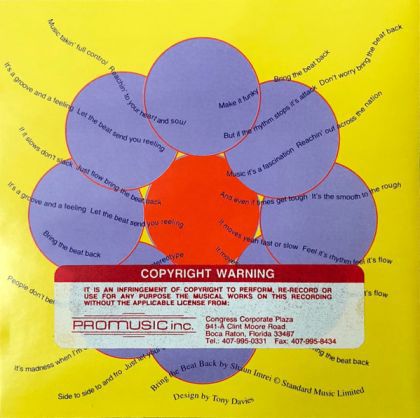 Music takin' full control
Reachin' to your heart and soul
Make it funky
Bring the beat back
Don't worry bring the beat back
It's a groove and a feeling Let the beat send you reeling
But if the rhythm stops it's attack Reachin' out across the nation
If it slows don't slack Just flow bring the back
Music it's a fascination
And even if times get tough It's the smooth to the rough
It's a groove and a feeling Let the beat send you reeling
It moves yeah fast or slow Feel it's rhythm feel it's flow
Bring the beat back
stereotype
It moves
it's flow
People don't
COPYRIGHT WARNING
IT IS AN INFRINGEMENT OF COPYRIGHT TO PERFORM, RE-RECORD OR
USE FOR ANY PURPOSE THE MUSICAL WORKS ON THIS RECORDING
WITHOUT THE APPLICABLE LICENSE FROM:
PROMUSIC inc.
Congress Corporate Plaza
941-A Clint Moore Road
Boca Raton, Florida 33487
Tel.: 407-995-0331 Fax: 407-995-8434
It's madness when I'm
Side to side to and fro Just let your
Bring the Beat Back by Shaun Imrei © Standard Music Limited
Design by Tony Davies